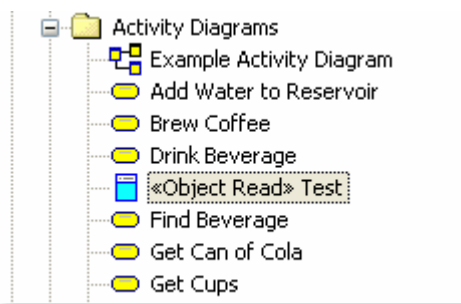 Activity Diagrams
Example Activity Diagram
Add Water to Reservoir
Brew Coffee
Drink Beverage
«Object Read» Test
Find Beverage
Get Can of Cola
Get Cups